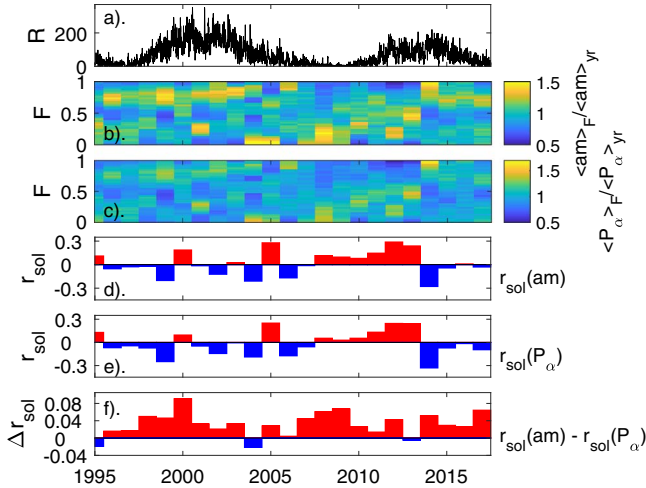 a).
R
200
0
b).
F
1
0.5
0
1.5
1
0.5
<am>F/<am>yr
c).
F
1
0.5
0
1.5
1
0.5
<Pα>F/<Pα>yr
d).
rsol
0.3
0
-0.3
rsol(am)
e).
rsol
0.3
0
-0.3
rsol(Pα)
f).
Δrsol
0.08
0.04
0
-0.04
rsol(am) - rsol(Pα)
1995 2000 2005 2010 2015